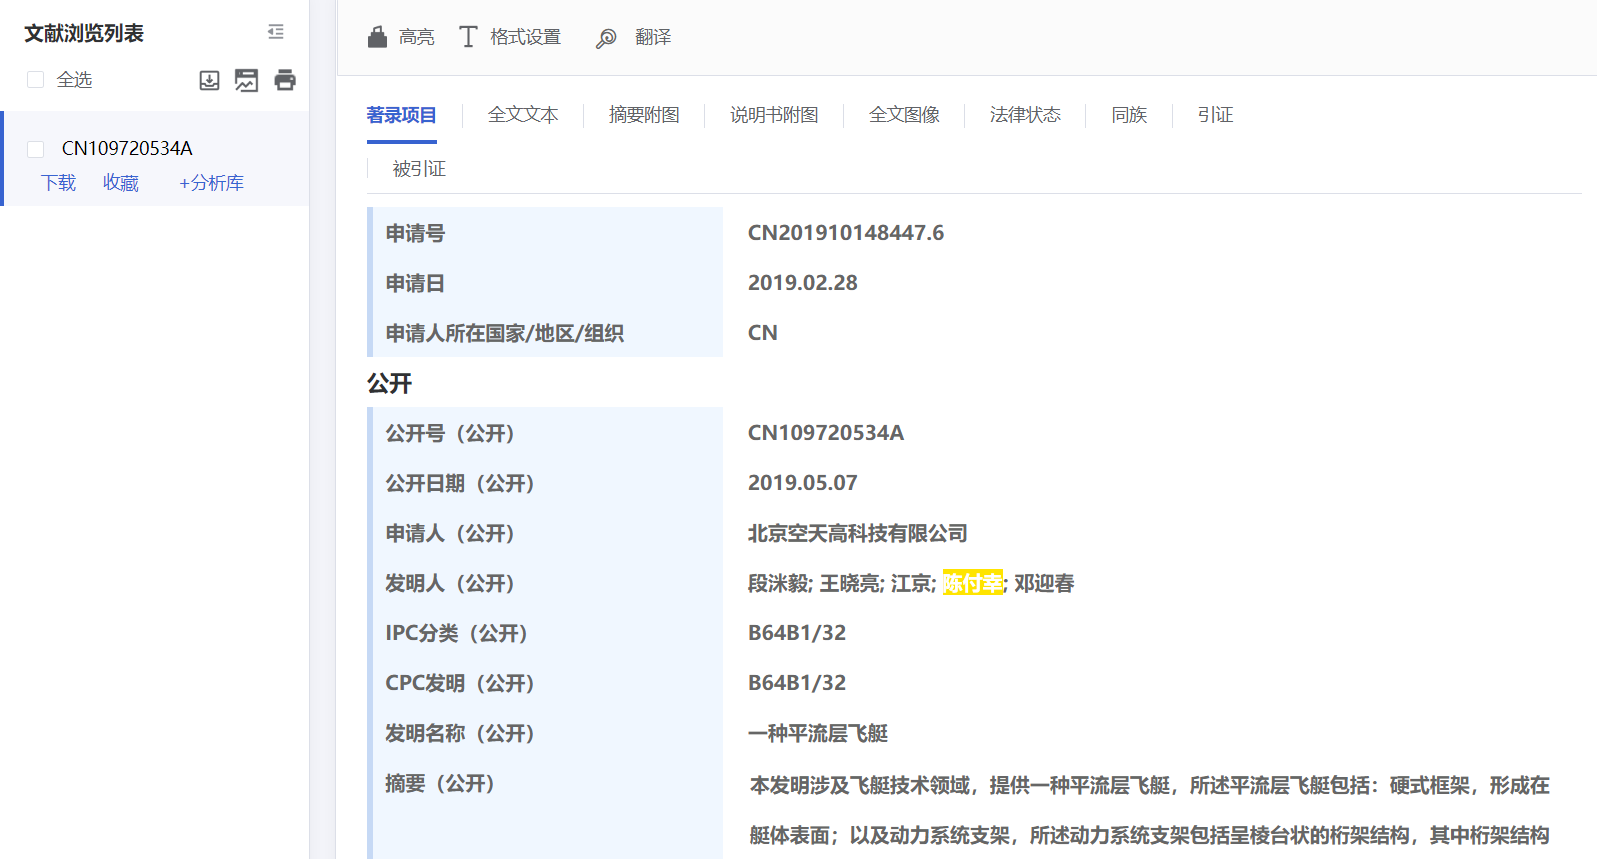 文献浏览列表
全选
CN109720534A
下载 收藏 +分析库
高亮 格式设置 翻译
著录项目 全文文本 摘要附图 说明书附图 全文图像 法律状态 同族 引证
被引证
申请号 CN201910148447.6
申请日 2019.02.28
申请人所在国家/地区/组织 CN
公开
公开号（公开） CN109720534A
公开日期（公开） 2019.05.07
申请人（公开） 北京空天高科技有限公司
发明人（公开） 段洣毅; 王晓亮; 江京; 陈付幸; 邓迎春
IPC分类（公开） B64B1/32
CPC发明（公开） B64B1/32
发明名称（公开） 一种平流层飞艇
摘要（公开） 本发明涉及飞艇技术领域，提供一种平流层飞艇，所述平流层飞艇包括：硬式框架，形成在
艇体表面；以及动力系统支架，所述动力系统支架包括呈棱台状的桁架结构，其中桁架结构